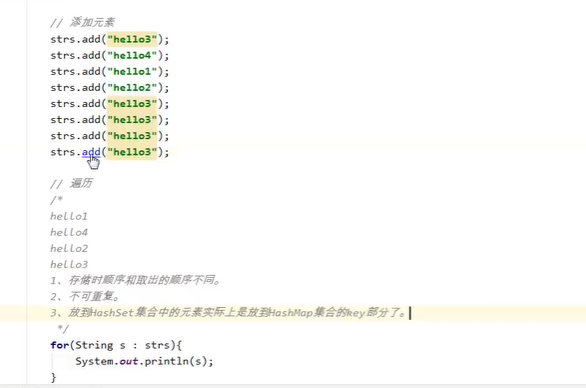 // 添加元素
strs.add("hello3");
strs.add("hello4");
strs.add("hello1");
strs.add("hello2");
strs.add("hello3");
strs.add("hello3");
strs.add("hello3");
strs.add("hello3");
// 遍历
/*
hello1
hello4
hello2
hello3
1、存储时顺序和取出的顺序不同。
2、不可重复。
3、放到HashSet集合中的元素实际上是放到HashMap集合的key部分了。
*/
for(String s : strs){
System.out.println(s);
}